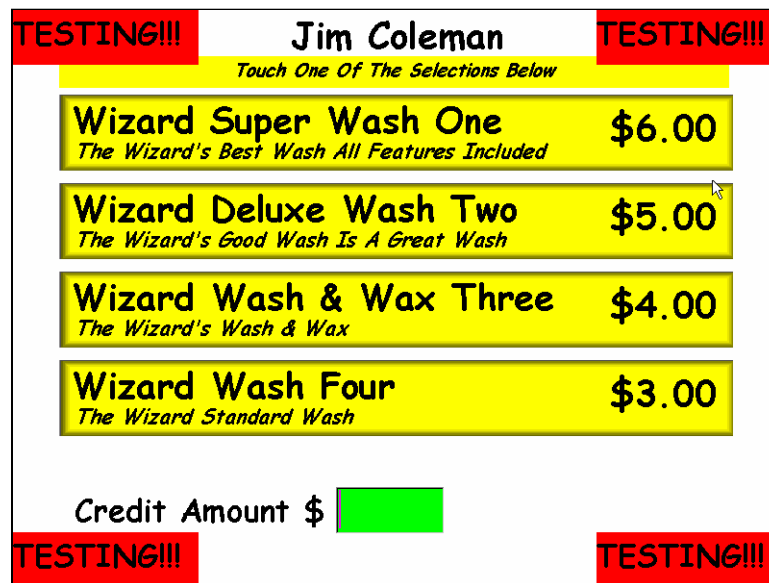 TESTING!!! Jim Coleman TESTING!!!
Touch One Of The Selections Below
Wizard Super Wash One $6.00
The Wizard's Best Wash All Features Included
Wizard Deluxe Wash Two $5.00
The Wizard's Good Wash Is A Great Wash
Wizard Wash & Wax Three $4.00
The Wizard's Wash & Wax
Wizard Wash Four $3.00
The Wizard Standard Wash
Credit Amount $
TESTING!!! TESTING!!!